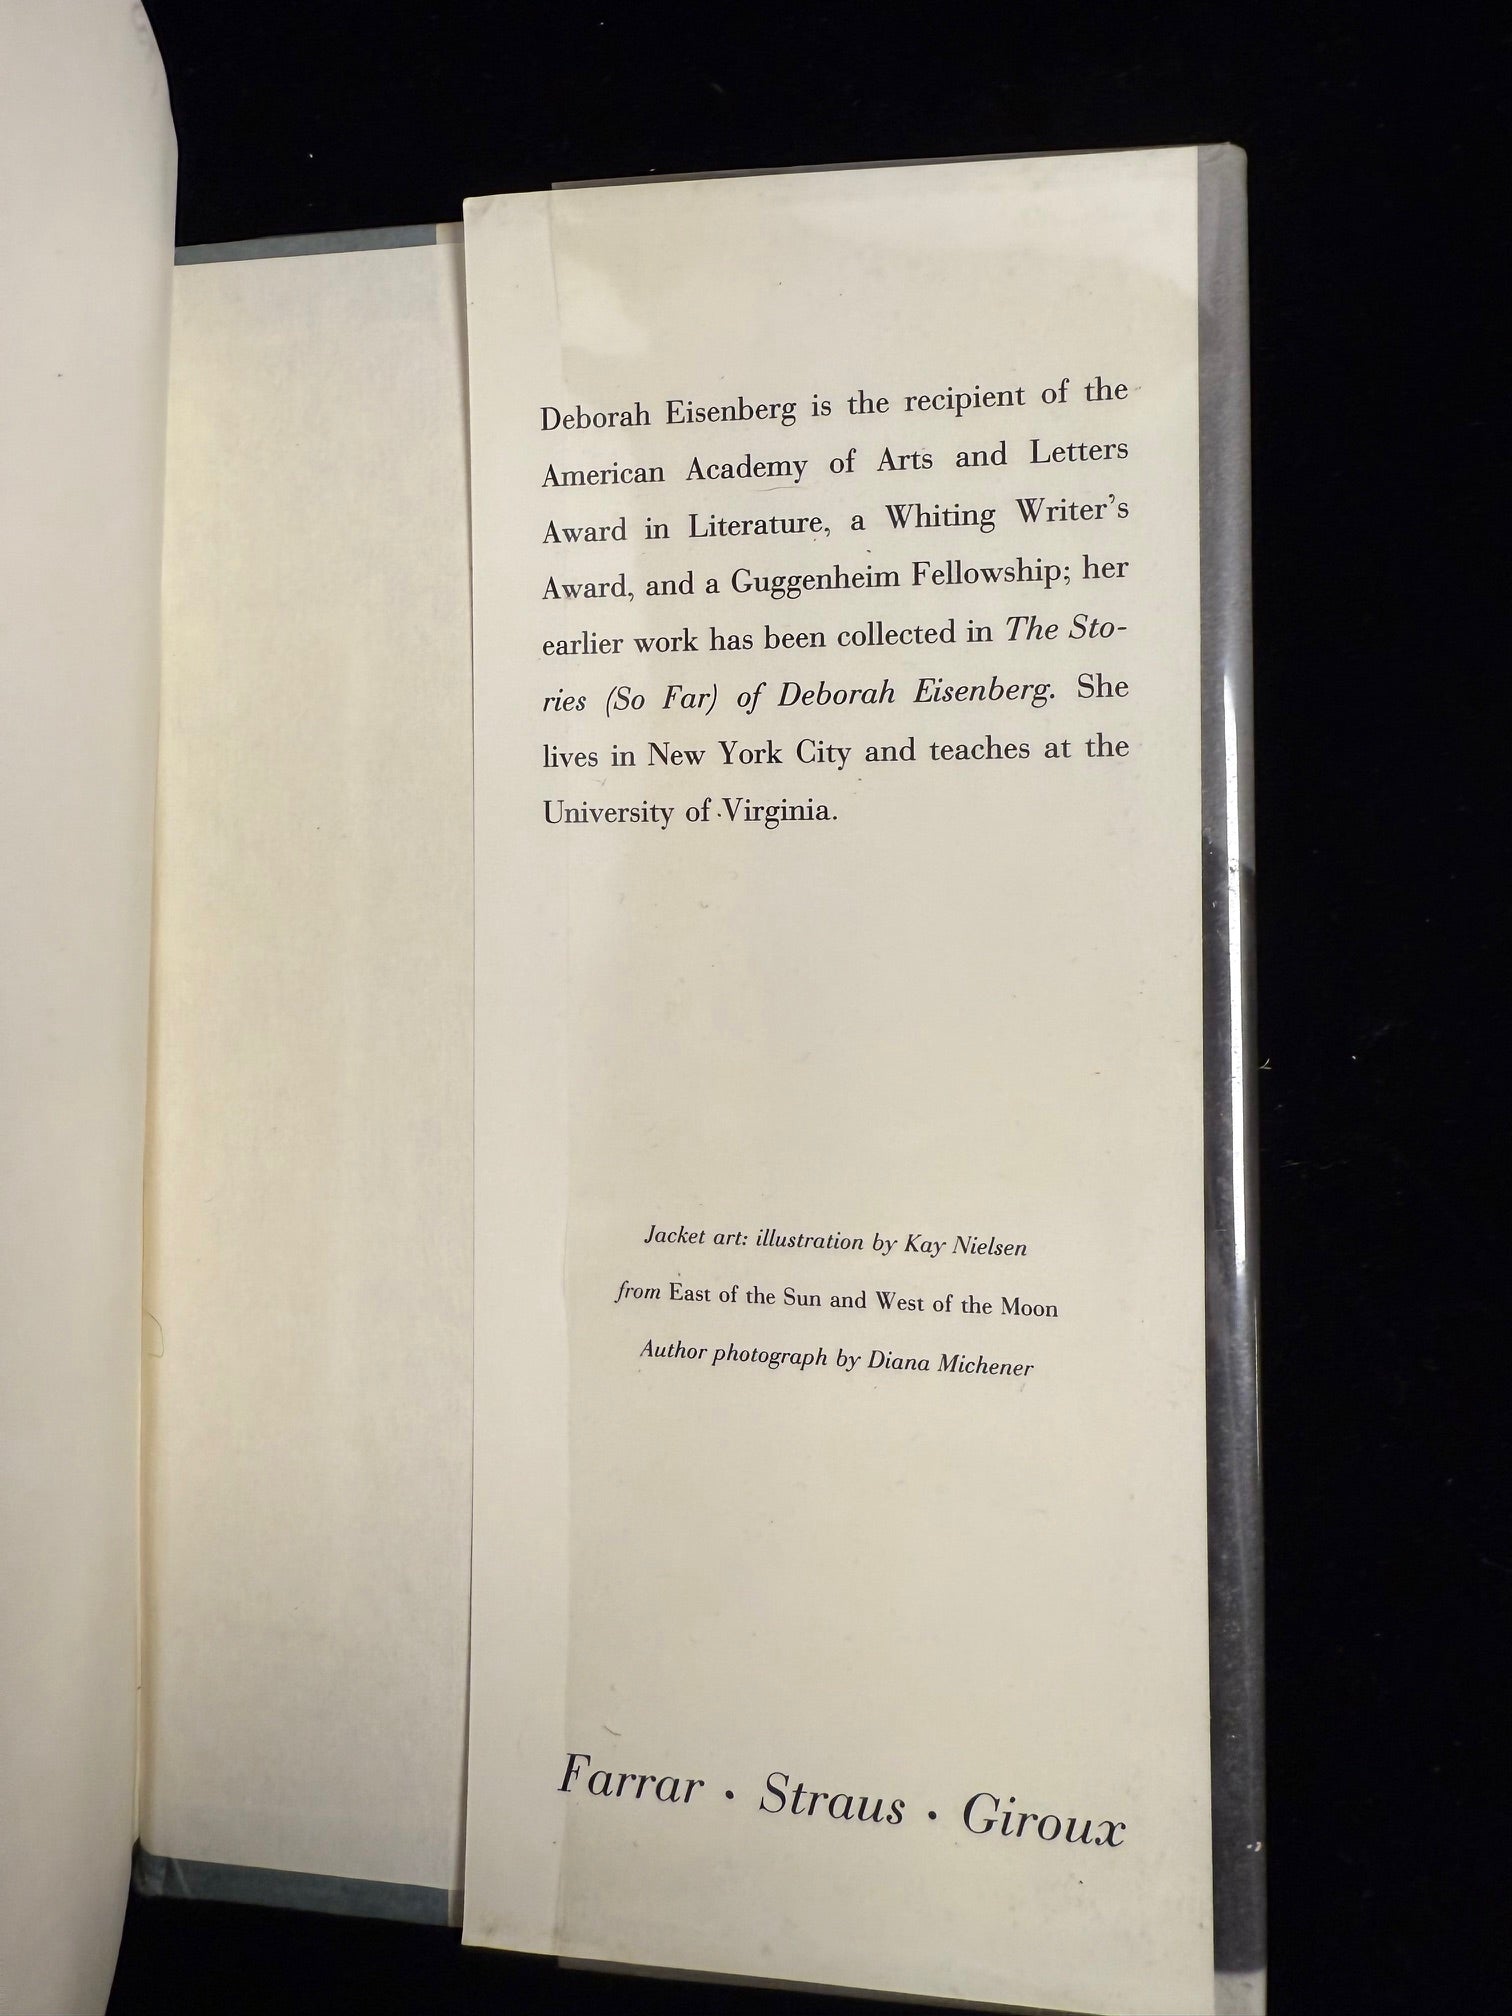 Deborah Eisenberg is the recipient of the
American Academy of Arts and Letters
Award in Literature, a Whiting Writer's
Award, and a Guggenheim Fellowship; her
earlier work has been collected in The Sto-
ries (So Far) of Deborah Eisenberg. She
lives in New York City and teaches at the
University of Virginia.
Jacket art: illustration by Kay Nielsen
from East of the Sun and West of the Moon
Author photograph by Diana Michener
Farrar · Straus · Giroux